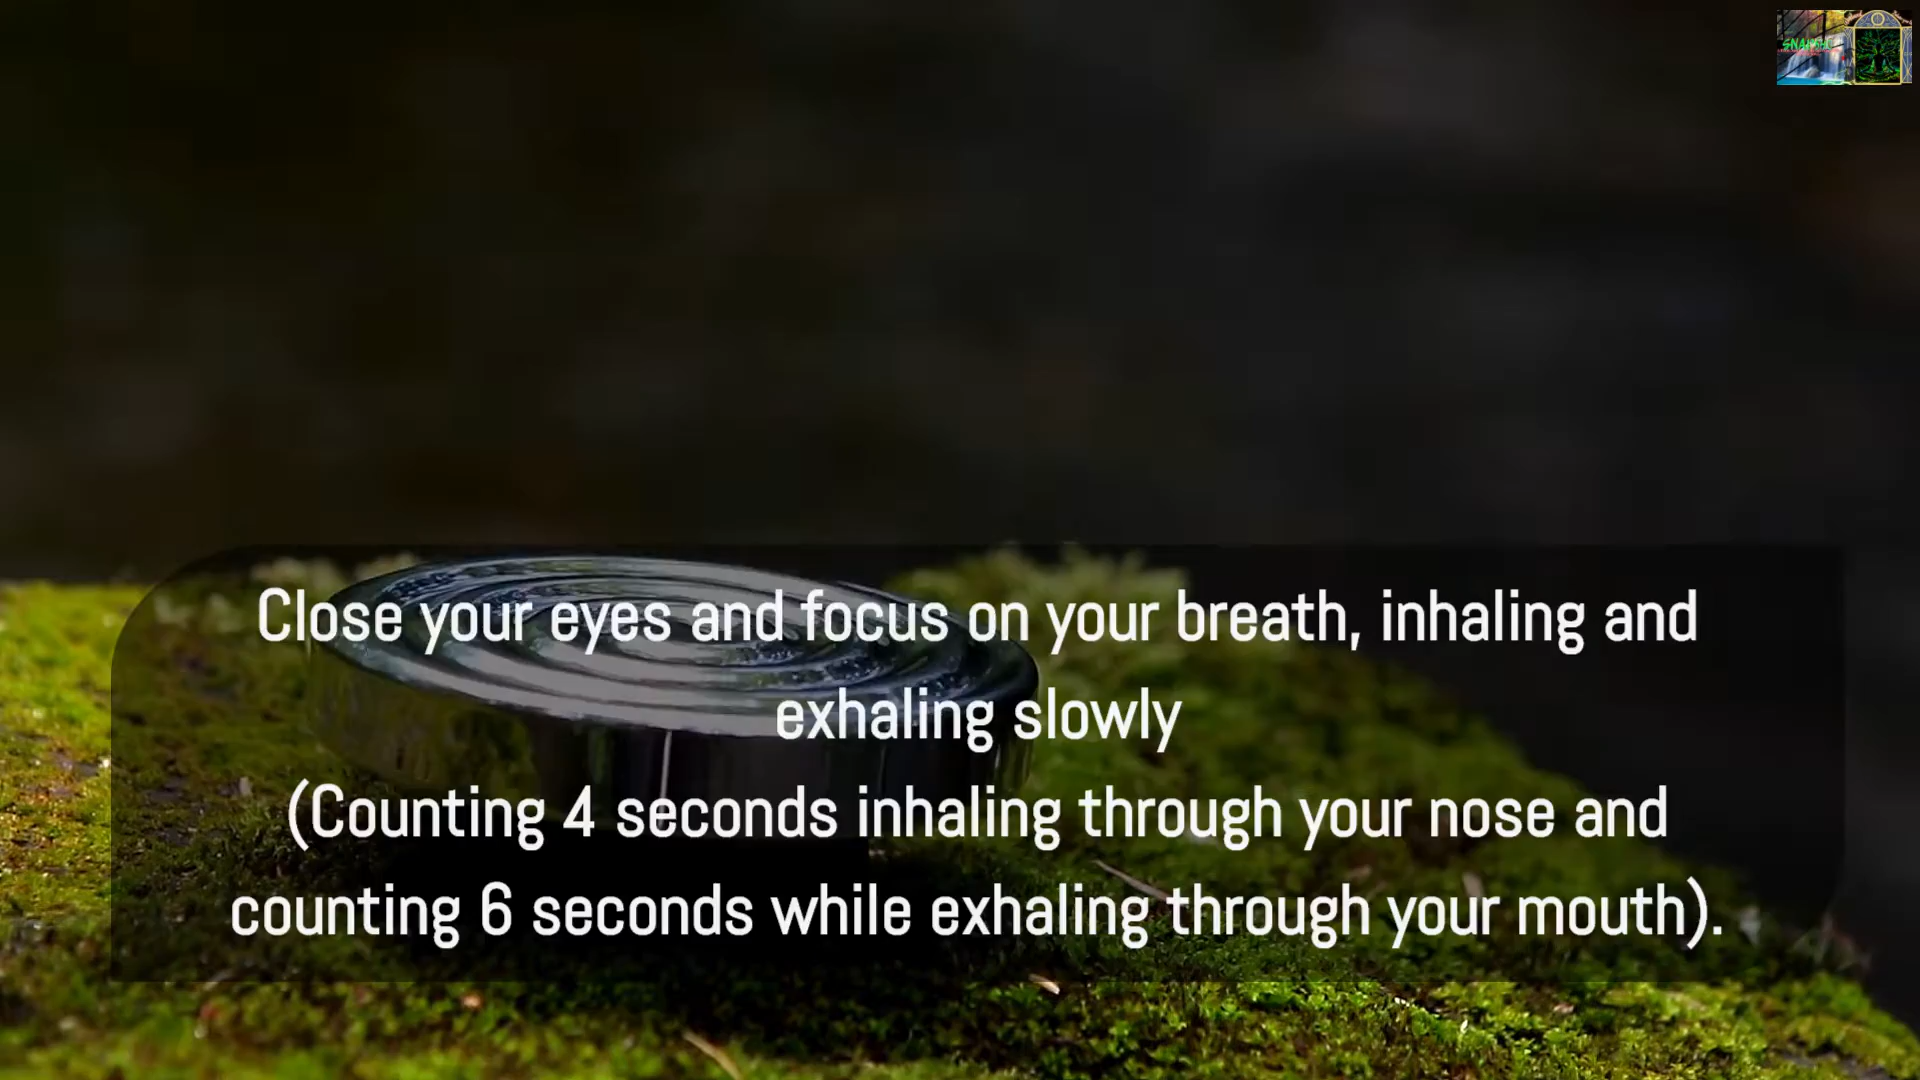 Close your eyes and focus on your breath, inhaling and
exhaling slowly
(Counting 4 seconds inhaling through your nose and
counting 6 seconds while exhaling through your mouth).